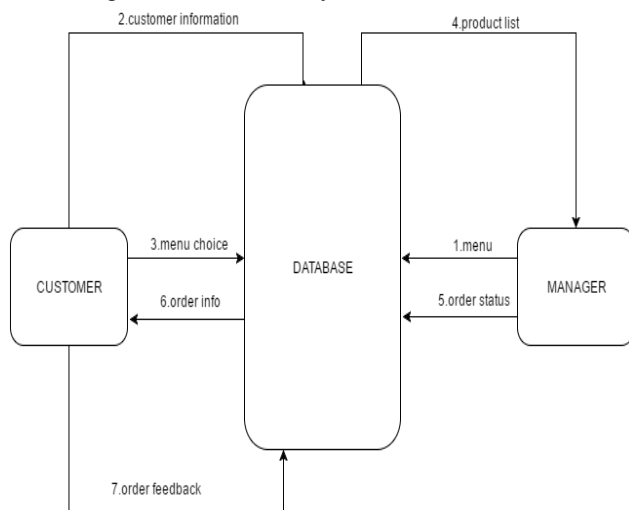 2.customer information
4.product list
3.menu choice
1.menu
DATABASE
CUSTOMER
MANAGER
6.order info
5.order status
7.order feedback